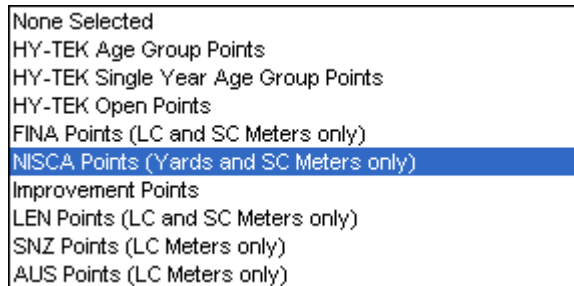 None Selected
HY-TEK Age Group Points
HY-TEK Single Year Age Group Points
HY-TEK Open Points
FINA Points (LC and SC Meters only)
NISCA Points (Yards and SC Meters only)
Improvement Points
LEN Points (LC and SC Meters only)
SNZ Points (LC Meters only)
AUS Points (LC Meters only)